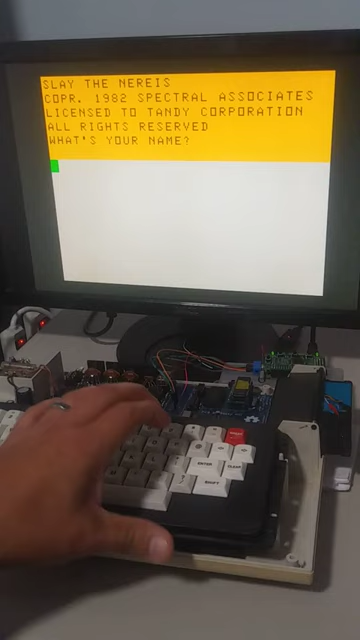 SLAY THE NEREIS
COPR. 1982 SPECTRAL ASSOCIATES
LICENSED TO TANDY CORPORATION
ALL RIGHTS RESERVED
WHAT'S YOUR NAME?
ENTER
CLEAR
SHIFT